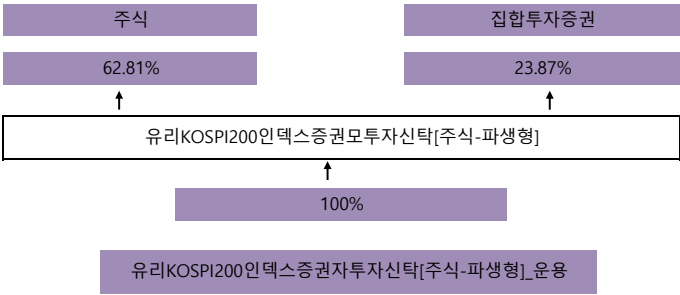 주식
집합투자증권
62.81%
23.87%
유리KOSPI200인덱스증권모투자신탁[주식-파생형]
100%
유리KOSPI200인덱스증권자투자신탁[주식-파생형]_운용